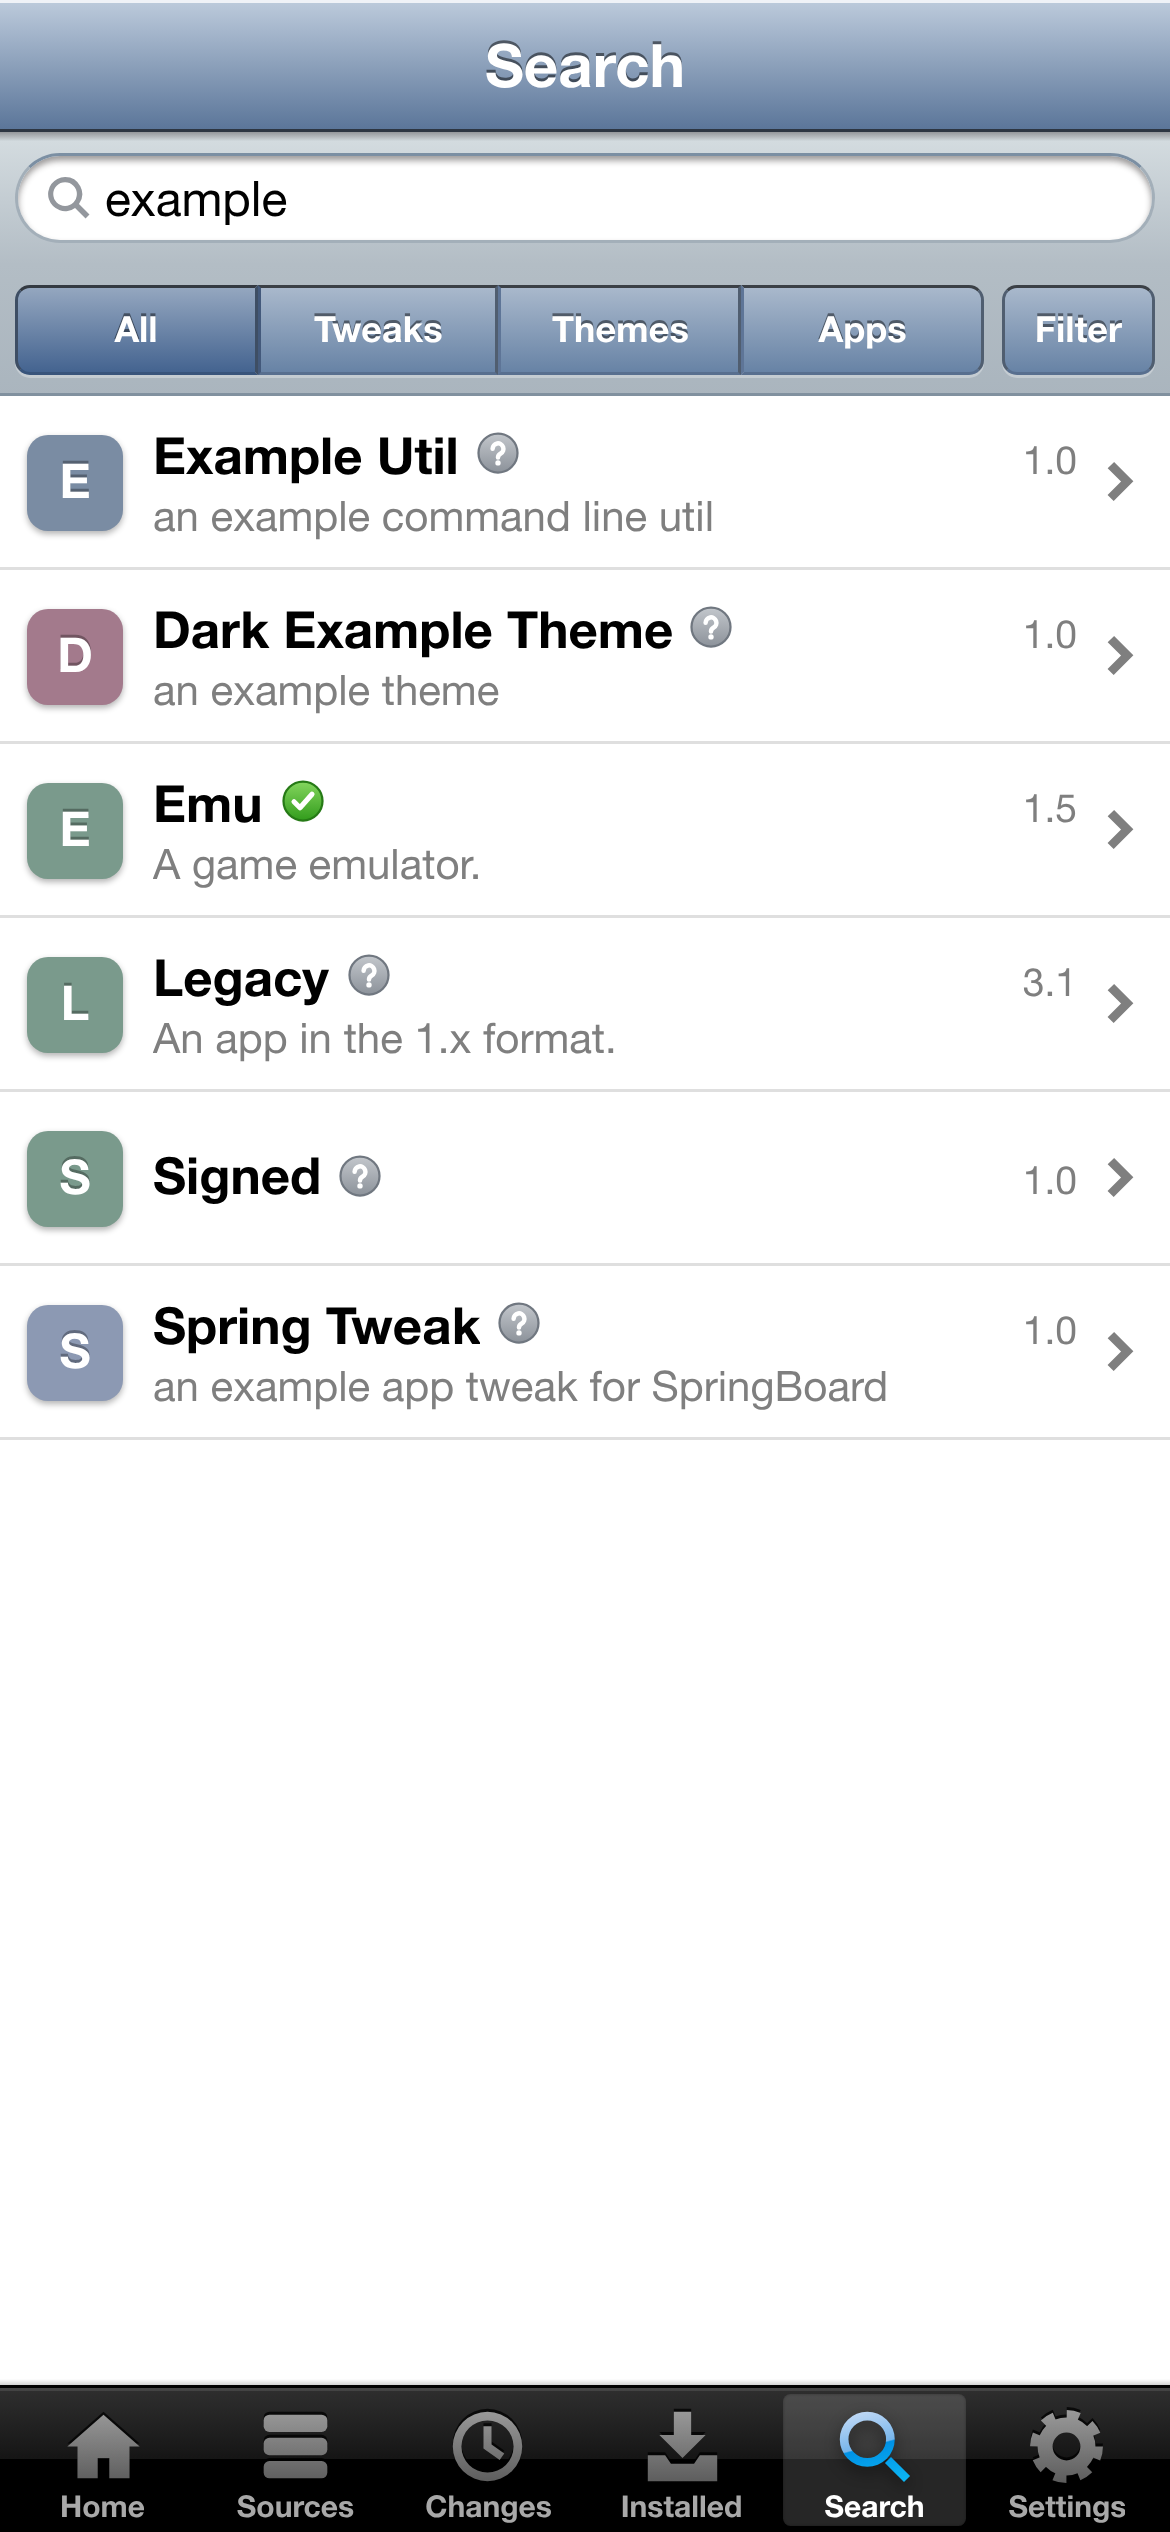 Search
example
All Tweaks Themes Apps Filter
E Example Util ? 1.0
an example command line util
D Dark Example Theme ? 1.0
an example theme
E Emu 1.5
A game emulator.
L Legacy ? 3.1
An app in the 1.x format.
S Signed ? 1.0
S Spring Tweak ? 1.0
an example app tweak for SpringBoard
Home Sources Changes Installed Search Settings